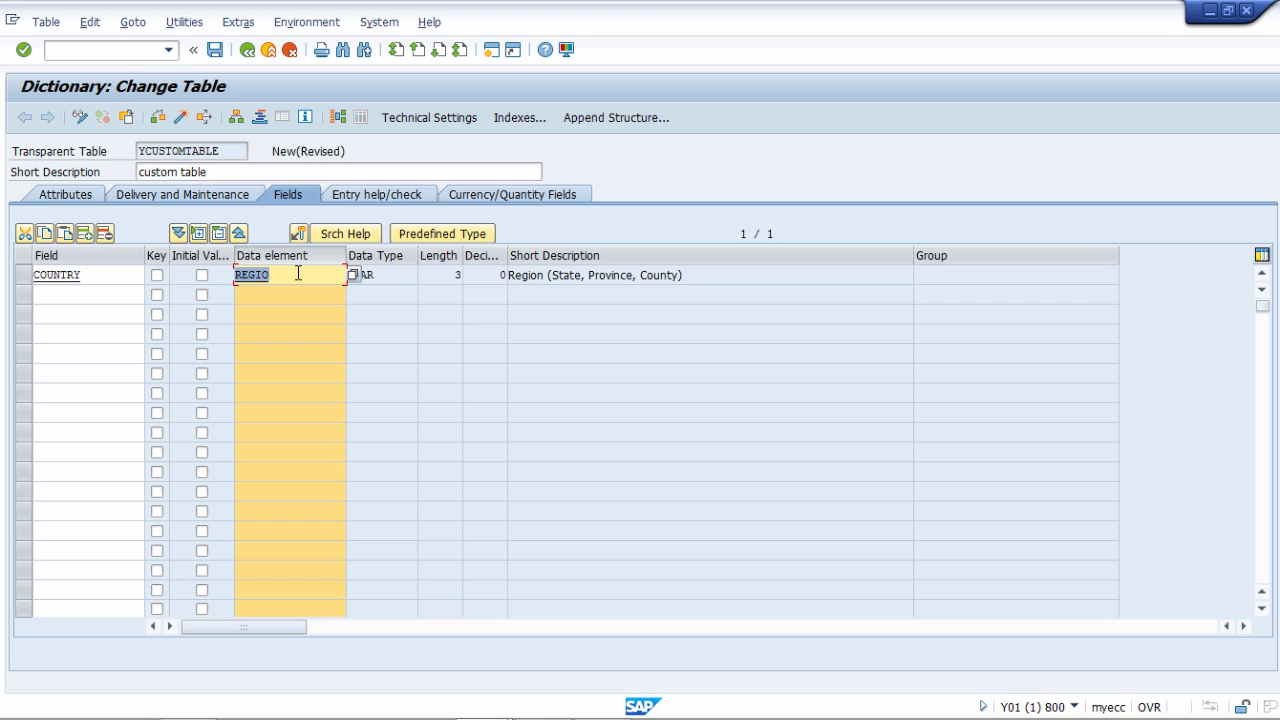 Table Edit Goto Utilities Extras Environment System Help
Dictionary: Change Table
Technical Settings Indexes... Append Structure...
Transparent Table YCUSTOMTABLE New(Revised)
Short Description custom table
Attributes Delivery and Maintenance Fields Entry help/check Currency/Quantity Fields
Srch Help Predefined Type 1 / 1
Field Key Initial Val... Data element Data Type Length Deci... Short Description Group
COUNTRY REGIO AR 3 0 Region (State, Province, County)
SAP Y01 (1) 800 myecc OVR